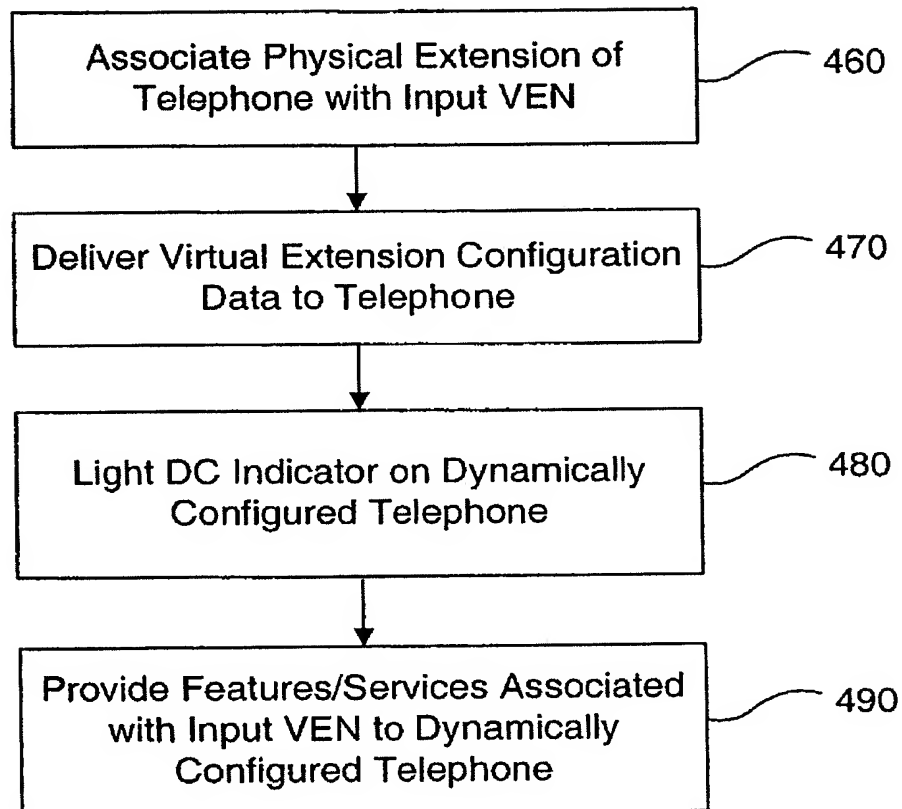 Associate Physical Extension of
Telephone with Input VEN
460
Deliver Virtual Extension Configuration
Data to Telephone
470
Light DC Indicator on Dynamically
Configured Telephone
480
Provide Features/Services Associated
with Input VEN to Dynamically
Configured Telephone
490